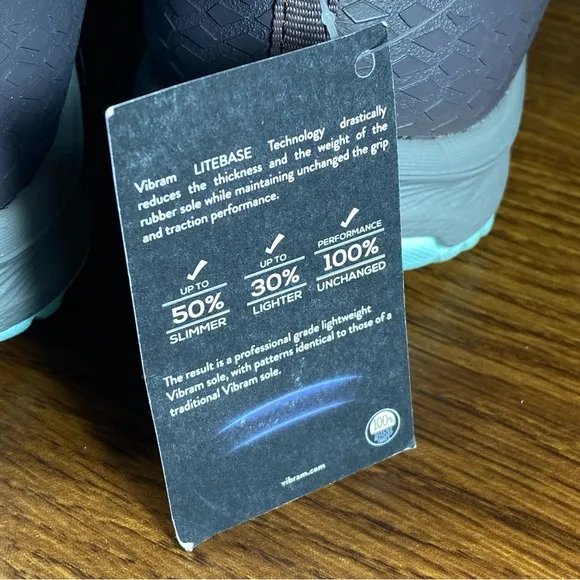 Vibram LITEBASE Technology drastically
reduces the thickness and the weight of the
rubber sole while maintaining unchanged the grip
and traction performance.
UP TO
50%
SLIMMER
UP TO
30%
LIGHTER
PERFORMANCE
100%
UNCHANGED
The result is a professional grade lightweight
Vibram sole, with patterns identical to those of a
traditional Vibram sole.
100%
vibram.com